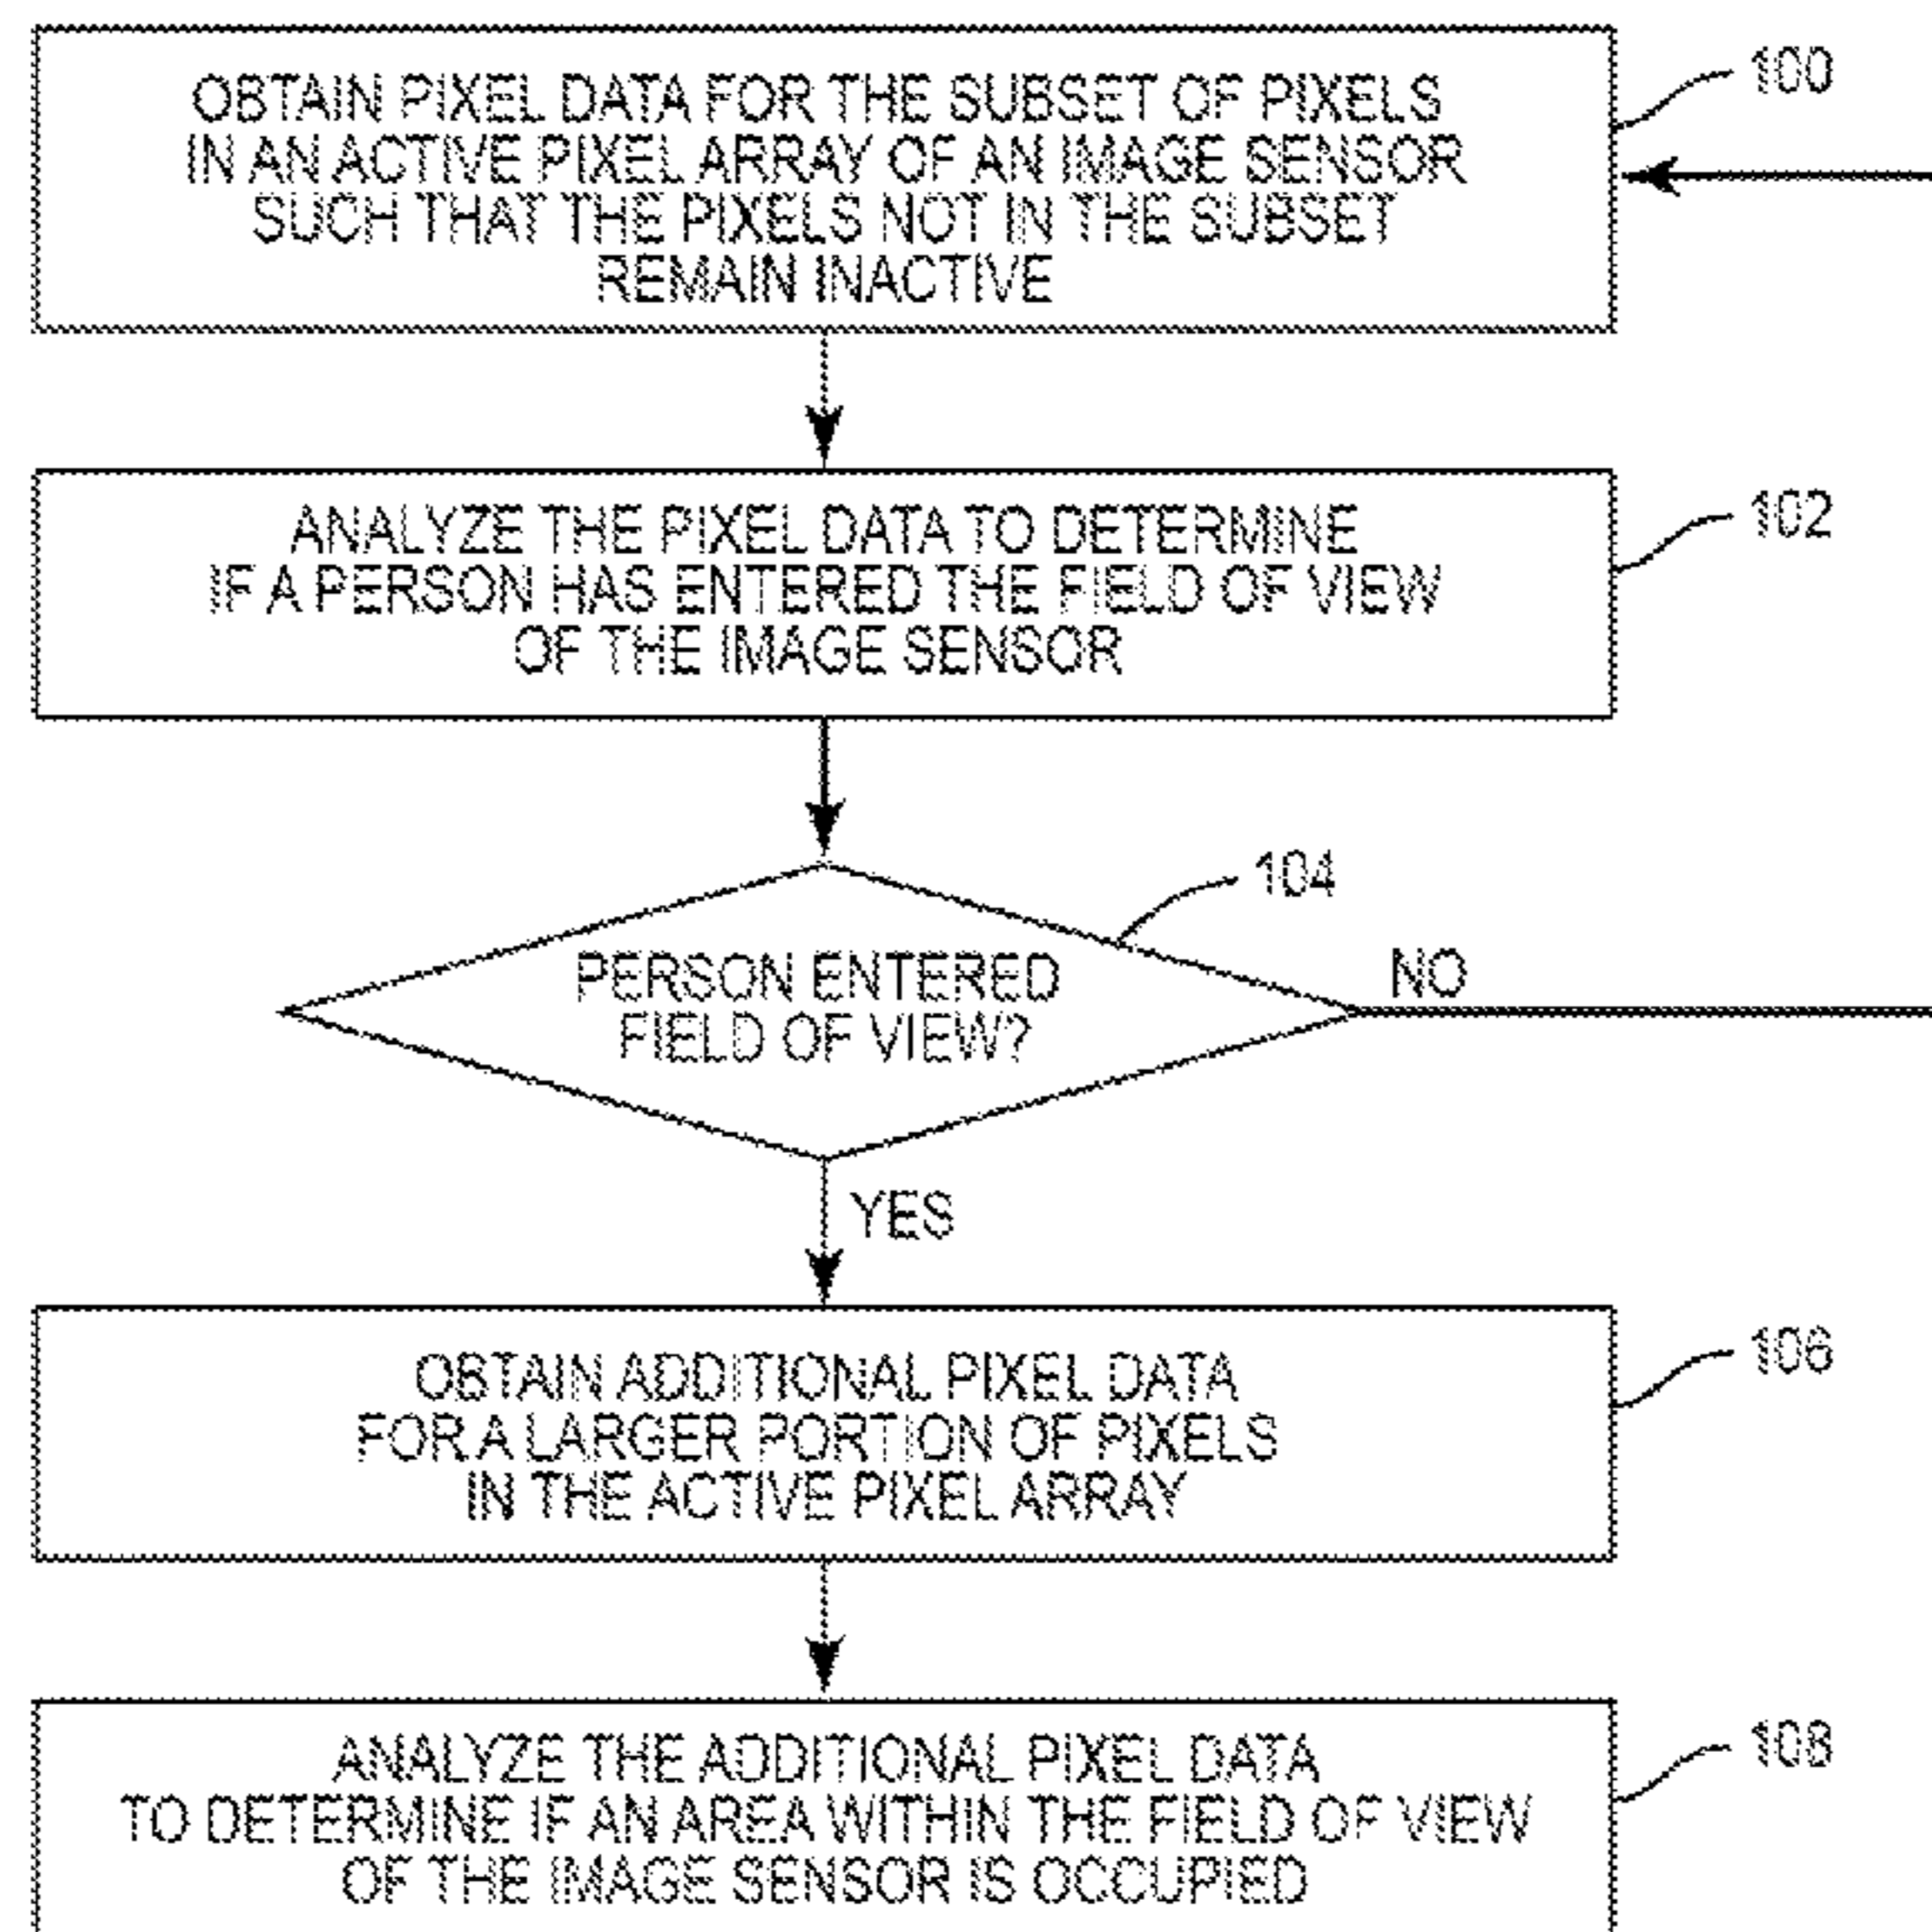 OBTAIN PIXEL DATA FOR THE SUBSET OF PIXELS
IN AN ACTIVE PIXEL ARRAY OF AN IMAGE SENSOR
SUCH THAT THE PIXELS NOT IN THE SUBSET
REMAIN INACTIVE
100
ANALYZE THE PIXEL DATA TO DETERMINE
IF A PERSON HAS ENTERED THE FIELD OF VIEW
OF THE IMAGE SENSOR
102
104
PERSON ENTERED
FIELD OF VIEW?
NO
YES
OBTAIN ADDITIONAL PIXEL DATA
FOR A LARGER PORTION OF PIXELS
IN THE ACTIVE PIXEL ARRAY
106
ANALYZE THE ADDITIONAL PIXEL DATA
TO DETERMINE IF AN AREA WITHIN THE FIELD OF VIEW
OF THE IMAGE SENSOR IS OCCUPIED
108